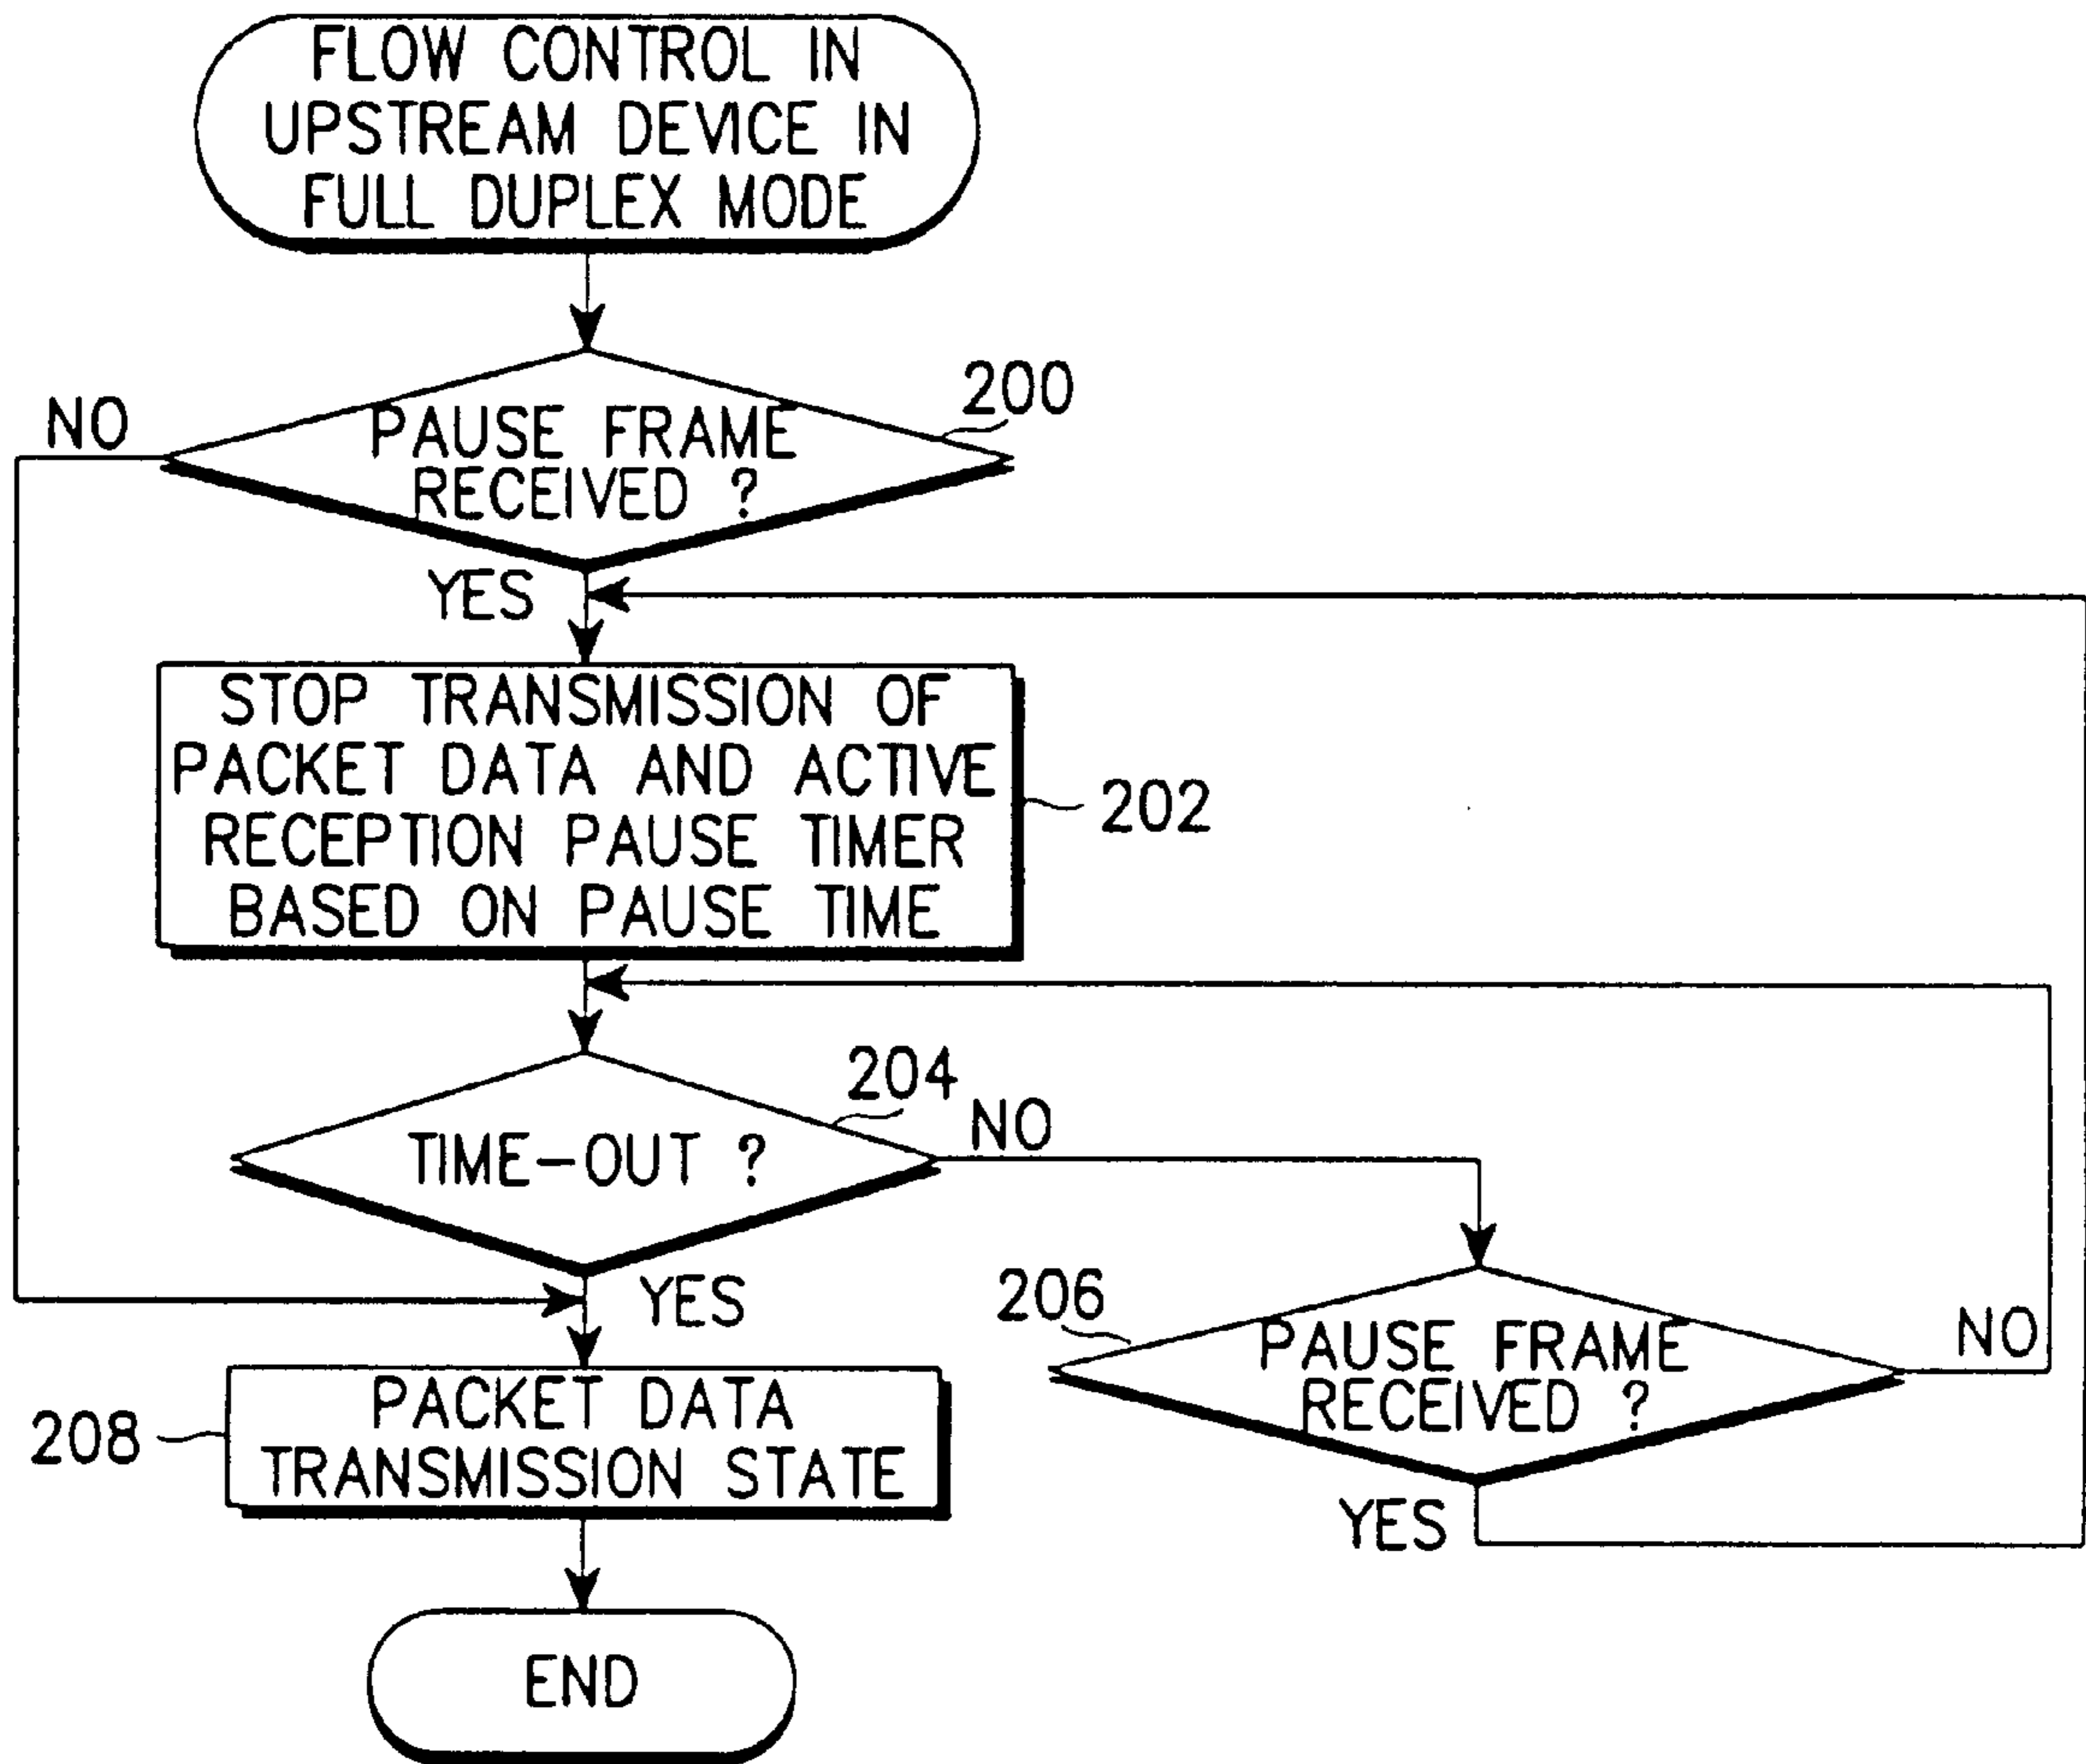 FLOW CONTROL IN
UPSTREAM DEVICE IN
FULL DUPLEX MODE
200
NO
PAUSE FRAME
RECEIVED ?
YES
STOP TRANSMISSION OF
PACKET DATA AND ACTIVE
RECEPTION PAUSE TIMER
BASED ON PAUSE TIME
202
204
NO
TIME-OUT ?
YES
206
PAUSE FRAME
RECEIVED ?
NO
YES
208
PACKET DATA
TRANSMISSION STATE
END